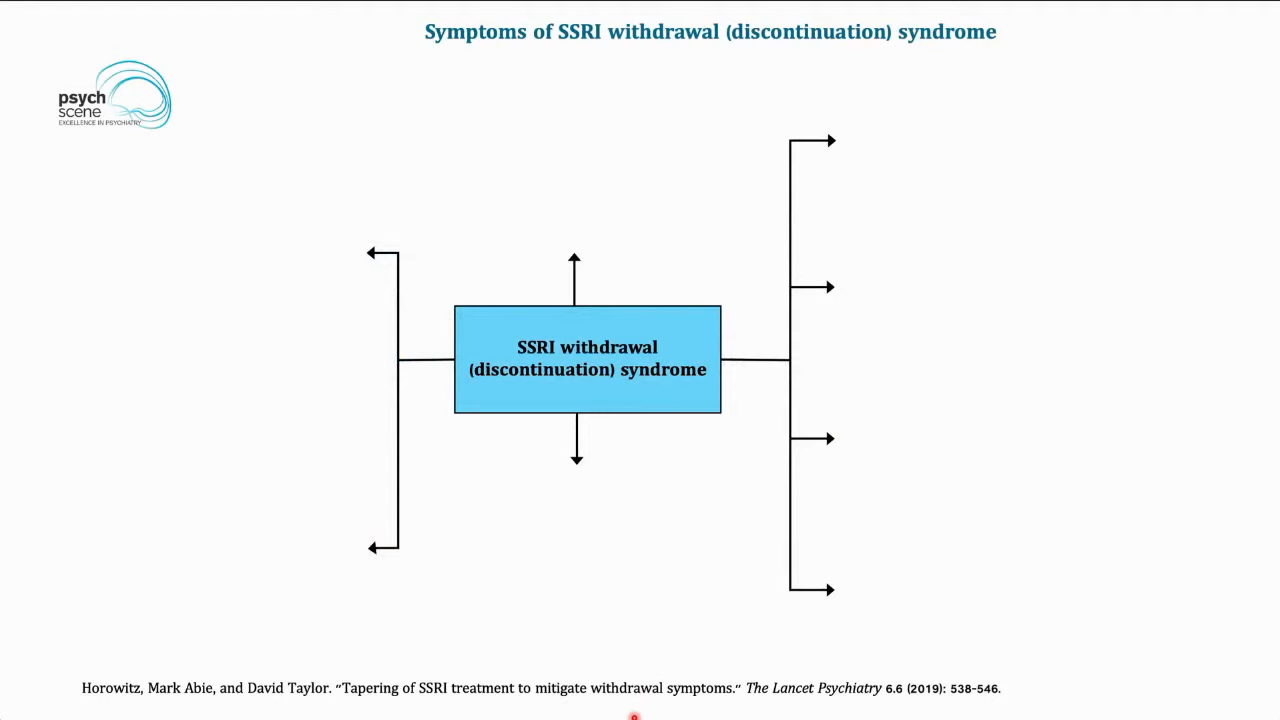 Symptoms of SSRI withdrawal (discontinuation) syndrome
psych
scene
EXCELLENCE IN PSYCHIATRY
SSRI withdrawal
(discontinuation) syndrome
Horowitz, Mark Abie, and David Taylor. "Tapering of SSRI treatment to mitigate withdrawal symptoms." The Lancet Psychiatry 6.6 (2019): 538-546.